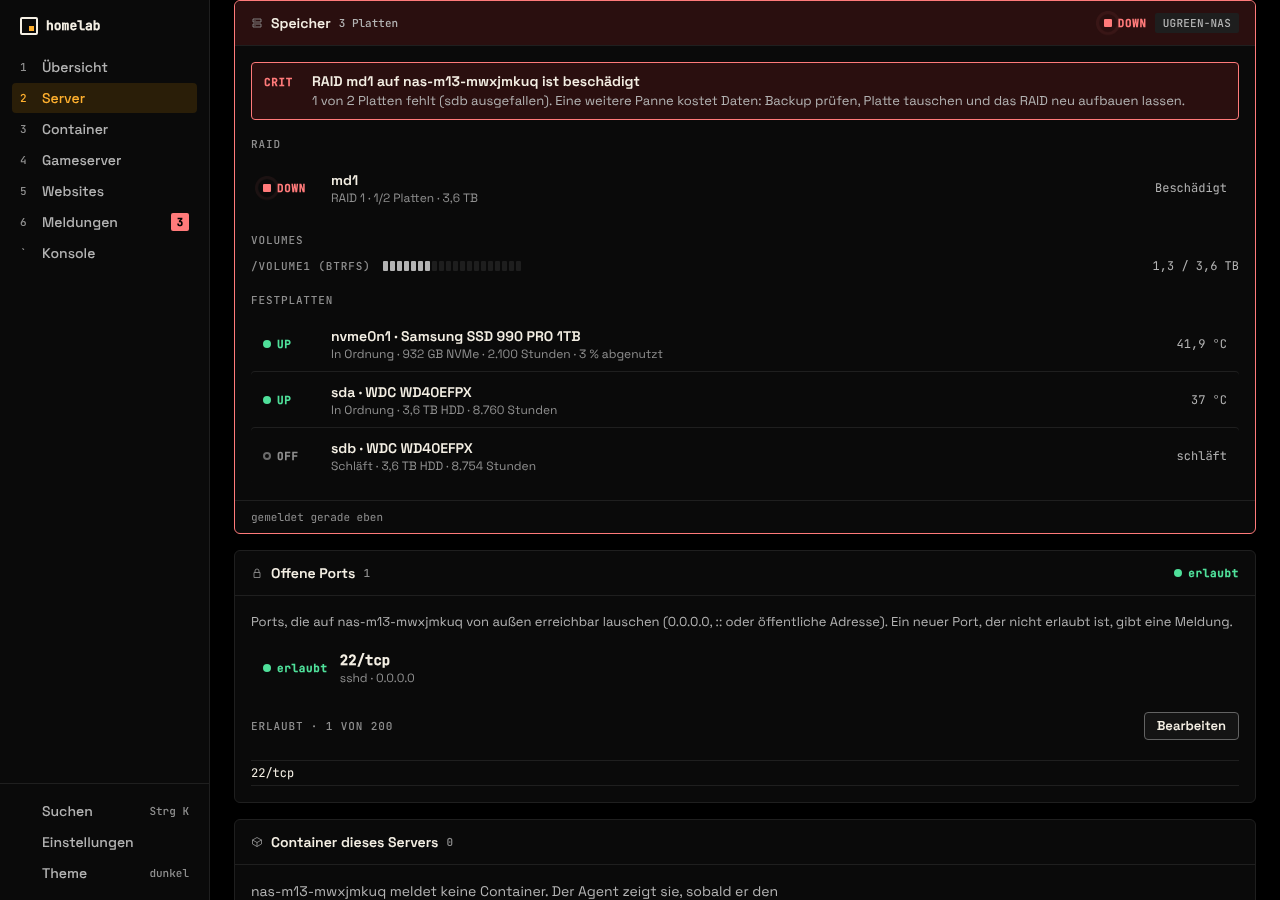 homelab
1 Übersicht
2 Server
3 Container
4 Gameserver
5 Websites
6 Meldungen 3
` Konsole
Suchen Strg K
Einstellungen
Theme dunkel
Speicher 3 Platten DOWN UGREEN-NAS
CRIT RAID md1 auf nas-m13-mwxjmkuq ist beschädigt
1 von 2 Platten fehlt (sdb ausgefallen). Eine weitere Panne kostet Daten: Backup prüfen, Platte tauschen und das RAID neu aufbauen lassen.
RAID
DOWN md1 Beschädigt
RAID 1 · 1/2 Platten · 3,6 TB
VOLUMES
/VOLUME1 (BTRFS) 1,3 / 3,6 TB
FESTPLATTEN
UP nvme0n1 · Samsung SSD 990 PRO 1TB 41,9 °C
In Ordnung · 932 GB NVMe · 2.100 Stunden · 3 % abgenutzt
UP sda · WDC WD40EFPX 37 °C
In Ordnung · 3,6 TB HDD · 8.760 Stunden
OFF sdb · WDC WD40EFPX schläft
Schläft · 3,6 TB HDD · 8.754 Stunden
gemeldet gerade eben
Offene Ports 1 erlaubt
Ports, die auf nas-m13-mwxjmkuq von außen erreichbar lauschen (0.0.0.0, :: oder öffentliche Adresse). Ein neuer Port, der nicht erlaubt ist, gibt eine Meldung.
erlaubt 22/tcp
sshd · 0.0.0.0
ERLAUBT · 1 VON 200 Bearbeiten
22/tcp
Container dieses Servers 0
nas-m13-mwxjmkuq meldet keine Container. Der Agent zeigt sie, sobald er den